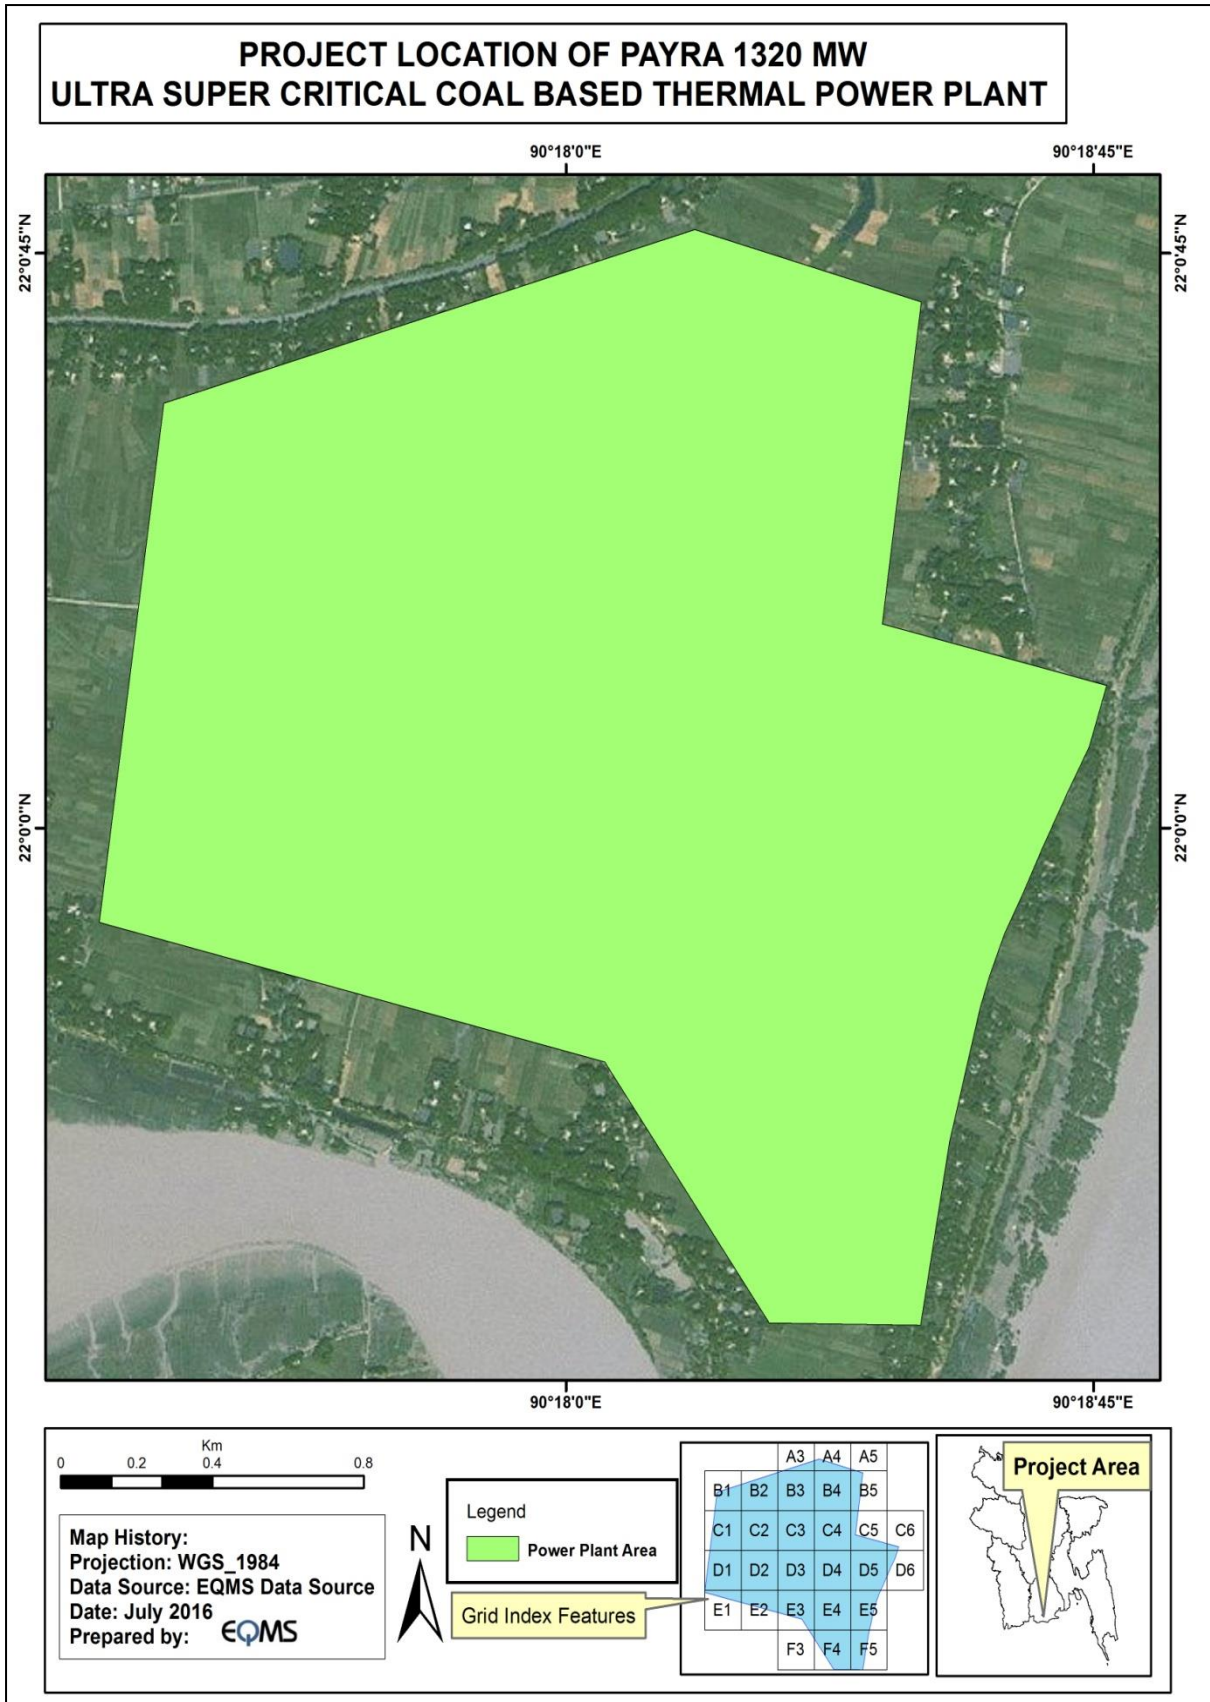 PROJECT LOCATION OF PAYRA 1320 MW
ULTRA SUPER CRITICAL COAL BASED THERMAL POWER PLANT
90°18'0"E
90°18'45"E
22°0'45"N
22°0'45"N
22°0'0"N
22°0'0"N
90°18'0"E
90°18'45"E
Km
0 0.2 0.4 0.8
Map History:
Projection: WGS_1984
Data Source: EQMS Data Source
Date: July 2016
Prepared by: EQMS
N
Legend
Power Plant Area
Grid Index Features
A3 A4 A5
B1 B2 B3 B4 B5
C1 C2 C3 C4 C5 C6
D1 D2 D3 D4 D5 D6
E1 E2 E3 E4 E5
F3 F4 F5
Project Area